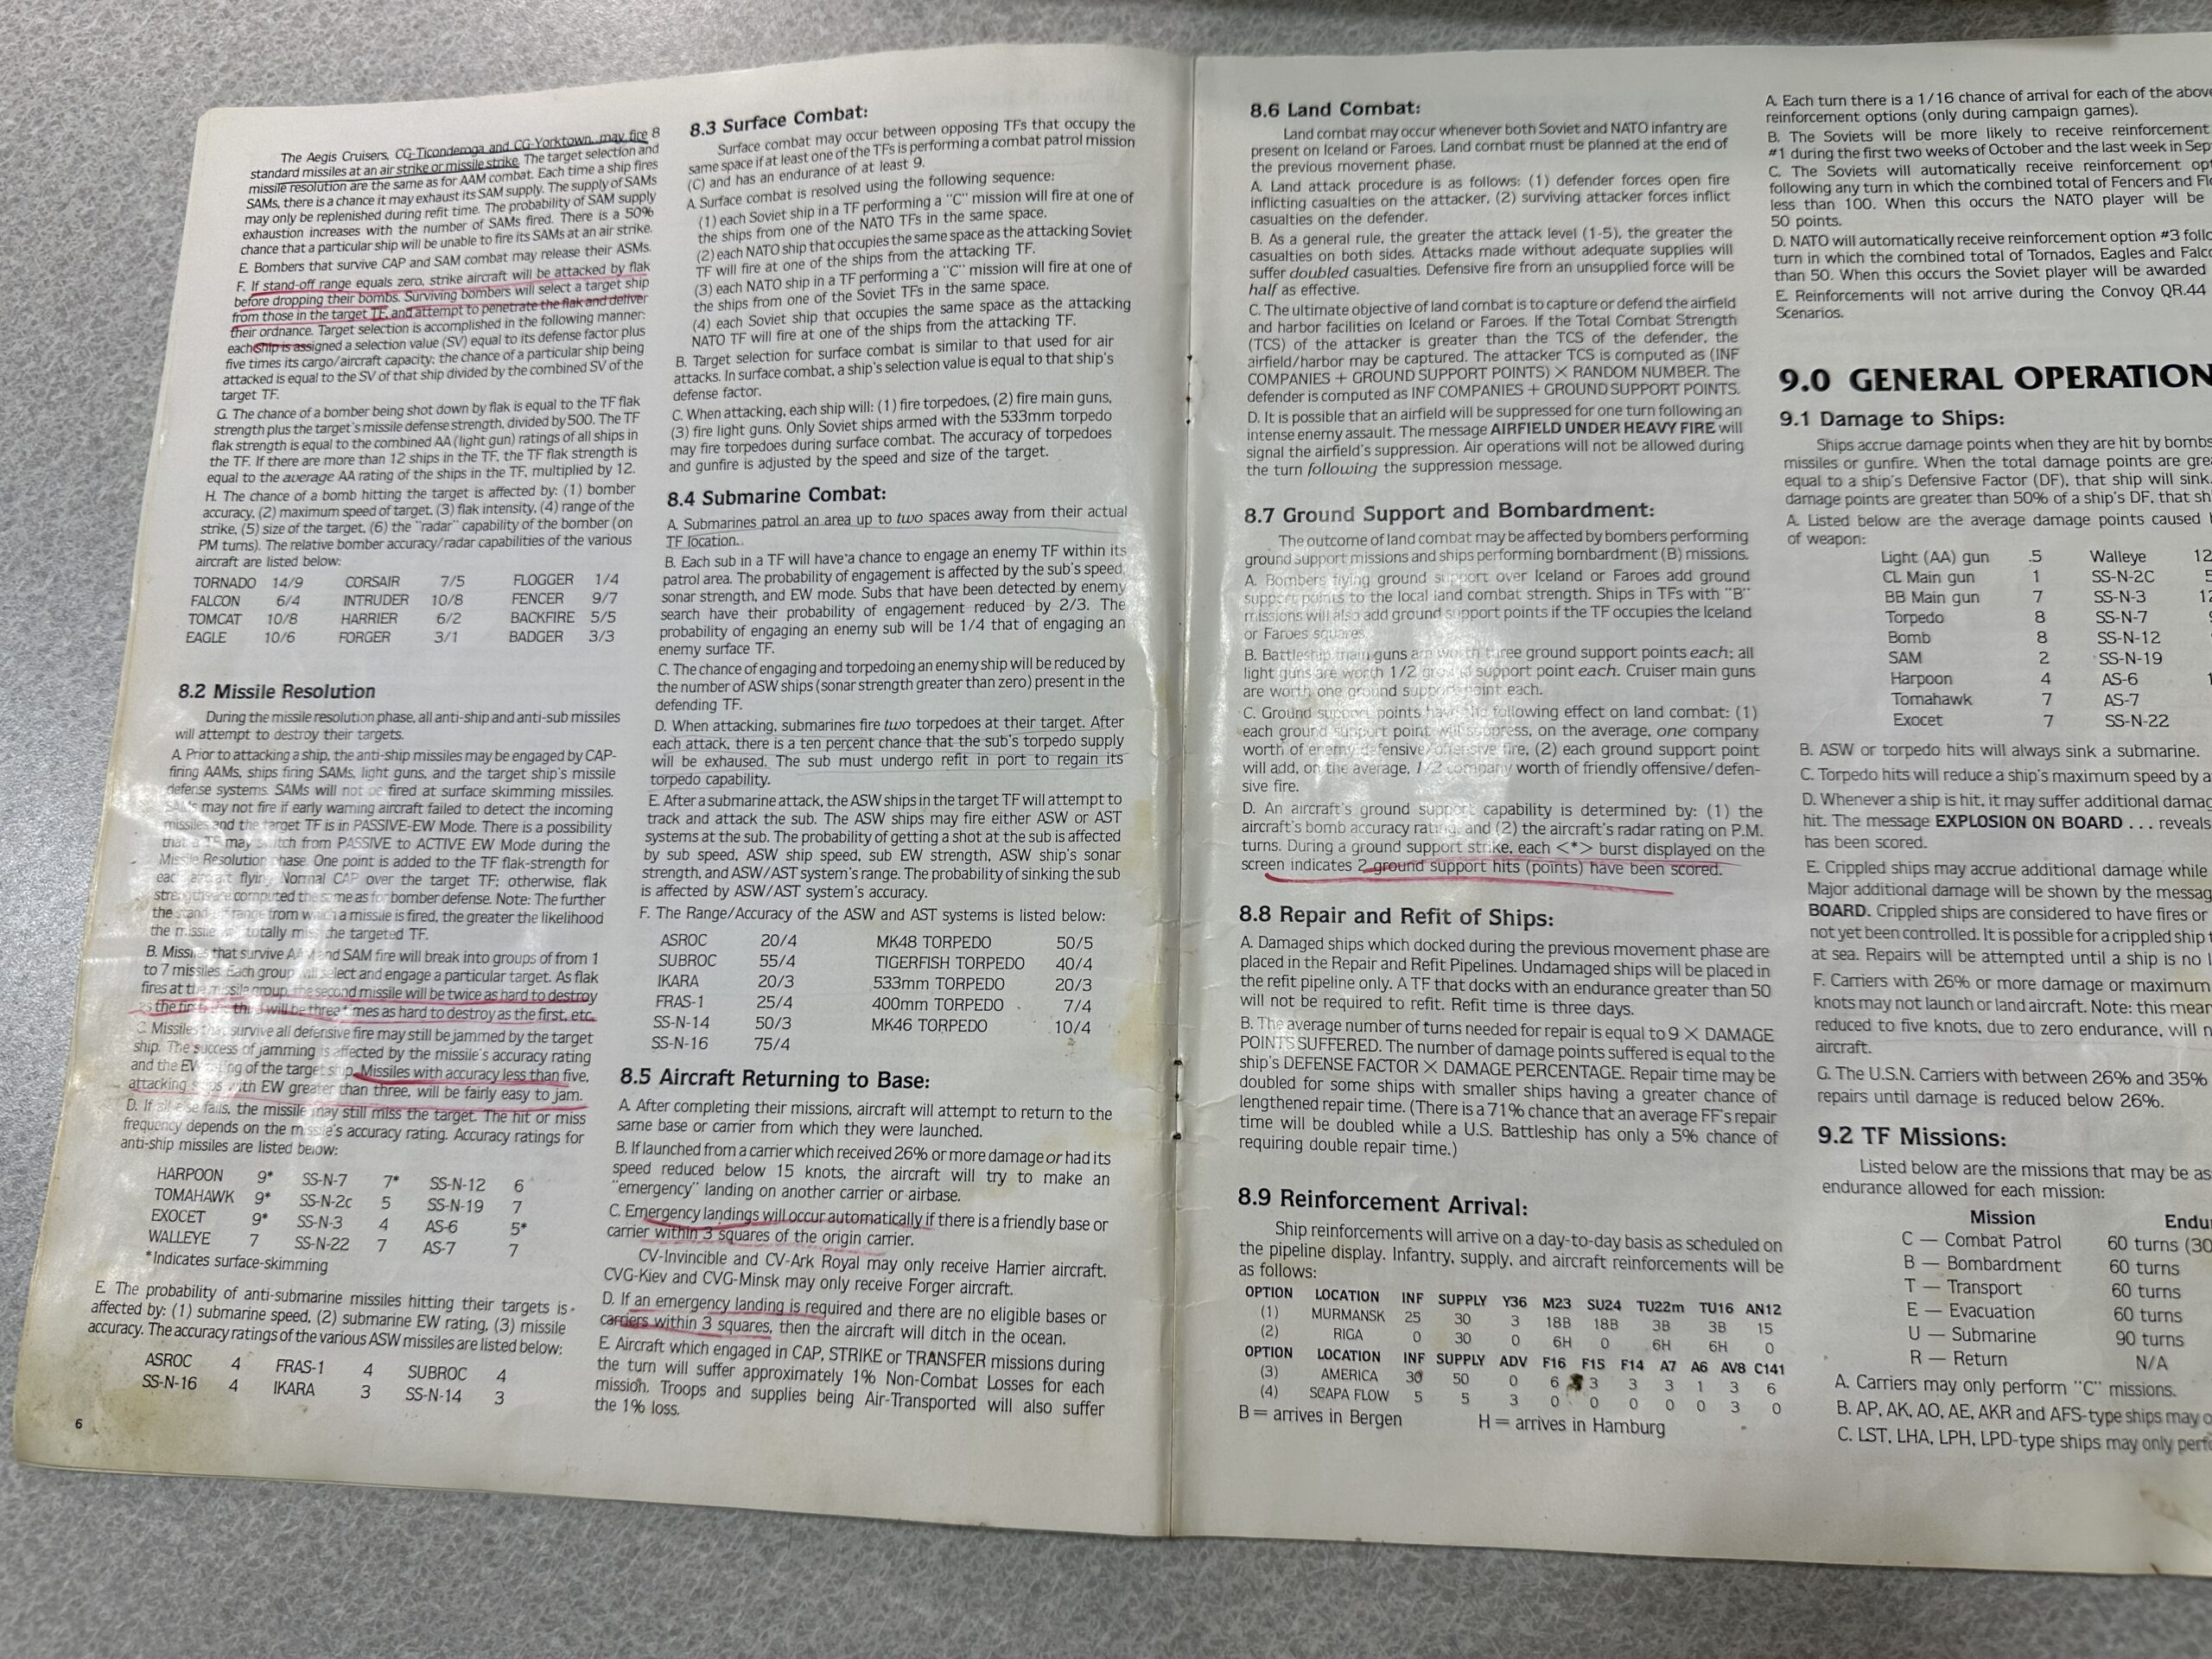 The Aegis Cruisers, CG-Ticonderoga and CG-Yorktown, may fire 8
standard missiles at an air strike or missile strike. The target selection and
missile resolution are the same as for AAM combat. Each time a ship fires
SAMs, there is a chance it may exhaust its SAM supply. The supply of SAMs
may only be replenished during refit time. The probability of SAM supply
exhaustion increases with the number of SAMs fired. There is a 50%
chance that a particular ship will be unable to fire its SAMs at an air strike.
E. Bombers that survive CAP and SAM combat may release their ASMs.
F. If stand-off range equals zero, strike aircraft will be attacked by flak
before dropping their bombs. Surviving bombers will select a target ship
from those in the target TF, and attempt to penetrate the flak and deliver
their ordnance. Target selection is accomplished in the following manner:
each ship is assigned a selection value (SV) equal to its defense factor plus
five times its cargo/aircraft capacity; the chance of a particular ship being
attacked is equal to the SV of that ship divided by the combined SV of the
target TF.
G. The chance of a bomber being shot down by flak is equal to the TF flak
strength plus the target's missile defense strength, divided by 500. The TF
flak strength is equal to the combined AA (light gun) ratings of all ships in
the TF. If there are more than 12 ships in the TF, the TF flak strength is
equal to the average AA rating of the ships in the TF, multiplied by 12.
H. The chance of a bomb hitting the target is affected by: (1) bomber
accuracy, (2) maximum speed of target, (3) flak intensity, (4) range of the
strike, (5) size of the target, (6) the "radar" capability of the bomber (on
PM turns). The relative bomber accuracy/radar capabilities of the various
aircraft are listed below:
TORNADO 14/9 CORSAIR 7/5 FLOGGER 1/4
FALCON 6/4 INTRUDER 10/8 FENCER 9/7
TOMCAT 10/8 HARRIER 6/2 BACKFIRE 5/5
EAGLE 10/6 FORGER 3/1 BADGER 3/3
8.2 Missile Resolution
During the missile resolution phase, all anti-ship and anti-sub missiles
will attempt to destroy their targets.
A. Prior to attacking a ship, the anti-ship missiles may be engaged by CAP-
firing AAMs, ships firing SAMs, light guns, and the target ship's missile
defense systems. SAMs will not be fired at surface skimming missiles.
SAMs may not fire if early warning aircraft failed to detect the incoming
missiles and the target TF is in PASSIVE-EW Mode. There is a possibility
that a TF may switch from PASSIVE to ACTIVE EW Mode during the
Missile Resolution phase. One point is added to the TF flak-strength for
each aircraft flying Normal CAP over the target TF; otherwise, flak
strengths are computed the same as for bomber defense. Note: The further
the stand-off range from which a missile is fired, the greater the likelihood
the missile will totally miss the targeted TF.
B. Missiles that survive AAM and SAM fire will break into groups of from 1
to 7 missiles. Each group will select and engage a particular target. As flak
fires at the missile group, the second missile will be twice as hard to destroy
as the first, the third will be three times as hard to destroy as the first, etc.
C. Missiles that survive all defensive fire may still be jammed by the target
ship. The success of jamming is affected by the missile's accuracy rating
and the EW rating of the target ship. Missiles with accuracy less than five,
attacking ships with EW greater than three, will be fairly easy to jam.
D. If all else fails, the missile may still miss the target. The hit or miss
frequency depends on the missile's accuracy rating. Accuracy ratings for
anti-ship missiles are listed below:
HARPOON 9* SS-N-7 7* SS-N-12 6
TOMAHAWK 9* SS-N-2c 5 SS-N-19 7
EXOCET 9* SS-N-3 4 AS-6 5*
WALLEYE 7 SS-N-22 7 AS-7 7
*Indicates surface-skimming
E. The probability of anti-submarine missiles hitting their targets is
affected by: (1) submarine speed, (2) submarine EW rating, (3) missile
accuracy. The accuracy ratings of the various ASW missiles are listed below:
ASROC 4 FRAS-1 4 SUBROC 4
SS-N-16 4 IKARA 3 SS-N-14 3
6
8.3 Surface Combat:
Surface combat may occur between opposing TFs that occupy the
same space if at least one of the TFs is performing a combat patrol mission
(C) and has an endurance of at least 9.
A. Surface combat is resolved using the following sequence:
(1) each Soviet ship in a TF performing a "C" mission will fire at one of
the ships from one of the NATO TFs in the same space.
(2) each NATO ship that occupies the same space as the attacking Soviet
TF will fire at one of the ships from the attacking TF.
(3) each NATO ship in a TF performing a "C" mission will fire at one of
the ships from one of the Soviet TFs in the same space.
(4) each Soviet ship that occupies the same space as the attacking
NATO TF will fire at one of the ships from the attacking TF.
B. Target selection for surface combat is similar to that used for air
attacks. In surface combat, a ship's selection value is equal to that ship's
defense factor.
C. When attacking, each ship will: (1) fire torpedoes, (2) fire main guns,
(3) fire light guns. Only Soviet ships armed with the 533mm torpedo
may fire torpedoes during surface combat. The accuracy of torpedoes
and gunfire is adjusted by the speed and size of the target.
8.4 Submarine Combat:
A. Submarines patrol an area up to two spaces away from their actual
TF location.
B. Each sub in a TF will have a chance to engage an enemy TF within its
patrol area. The probability of engagement is affected by the sub's speed,
sonar strength, and EW mode. Subs that have been detected by enemy
search have their probability of engagement reduced by 2/3. The
probability of engaging an enemy sub will be 1/4 that of engaging an
enemy surface TF.
C. The chance of engaging and torpedoing an enemy ship will be reduced by
the number of ASW ships (sonar strength greater than zero) present in the
defending TF.
D. When attacking, submarines fire two torpedoes at their target. After
each attack, there is a ten percent chance that the sub's torpedo supply
will be exhaused. The sub must undergo refit in port to regain its
torpedo capability.
E. After a submarine attack, the ASW ships in the target TF will attempt to
track and attack the sub. The ASW ships may fire either ASW or AST
systems at the sub. The probability of getting a shot at the sub is affected
by sub speed, ASW ship speed, sub EW strength, ASW ship's sonar
strength, and ASW/AST system's range. The probability of sinking the sub
is affected by ASW/AST system's accuracy.
F. The Range/Accuracy of the ASW and AST systems is listed below:
ASROC 20/4 MK48 TORPEDO 50/5
SUBROC 55/4 TIGERFISH TORPEDO 40/4
IKARA 20/3 533mm TORPEDO 20/3
FRAS-1 25/4 400mm TORPEDO 7/4
SS-N-14 50/3 MK46 TORPEDO 10/4
SS-N-16 75/4
8.5 Aircraft Returning to Base:
A. After completing their missions, aircraft will attempt to return to the
same base or carrier from which they were launched.
B. If launched from a carrier which received 26% or more damage or had its
speed reduced below 15 knots, the aircraft will try to make an
"emergency" landing on another carrier or airbase.
C. Emergency landings will occur automatically if there is a friendly base or
carrier within 3 squares of the origin carrier.
CV-Invincible and CV-Ark Royal may only receive Harrier aircraft.
CVG-Kiev and CVG-Minsk may only receive Forger aircraft.
D. If an emergency landing is required and there are no eligible bases or
carriers within 3 squares, then the aircraft will ditch in the ocean.
E. Aircraft which engaged in CAP, STRIKE or TRANSFER missions during
the turn will suffer approximately 1% Non-Combat Losses for each
mission. Troops and supplies being Air-Transported will also suffer
the 1% loss.
8.6 Land Combat:
Land combat may occur whenever both Soviet and NATO infantry are
present on Iceland or Faroes. Land combat must be planned at the end of
the previous movement phase.
A. Land attack procedure is as follows: (1) defender forces open fire
inflicting casualties on the attacker, (2) surviving attacker forces inflict
casualties on the defender.
B. As a general rule, the greater the attack level (1-5), the greater the
casualties on both sides. Attacks made without adequate supplies will
suffer doubled casualties. Defensive fire from an unsupplied force will be
half as effective.
C. The ultimate objective of land combat is to capture or defend the airfield
and harbor facilities on Iceland or Faroes. If the Total Combat Strength
(TCS) of the attacker is greater than the TCS of the defender, the
airfield/harbor may be captured. The attacker TCS is computed as (INF
COMPANIES + GROUND SUPPORT POINTS) × RANDOM NUMBER. The
defender is computed as INF COMPANIES + GROUND SUPPORT POINTS.
D. It is possible that an airfield will be suppressed for one turn following an
intense enemy assault. The message AIRFIELD UNDER HEAVY FIRE will
signal the airfield's suppression. Air operations will not be allowed during
the turn following the suppression message.
8.7 Ground Support and Bombardment:
The outcome of land combat may be affected by bombers performing
ground support missions and ships performing bombardment (B) missions.
A. Bombers flying ground support over Iceland or Faroes add ground
support points to the local land combat strength. Ships in TFs with "B"
missions will also add ground support points if the TF occupies the Iceland
or Faroes squares.
B. Battleship main guns are worth three ground support points each; all
light guns are worth 1/2 ground support point each. Cruiser main guns
are worth one ground support point each.
C. Ground support points have the following effect on land combat: (1)
each ground support point will suppress, on the average, one company
worth of enemy defensive/offensive fire, (2) each ground support point
will add, on the average, 1/2 company worth of friendly offensive/defen-
sive fire.
D. An aircraft's ground support capability is determined by: (1) the
aircraft's bomb accuracy rating, and (2) the aircraft's radar rating on P.M.
turns. During a ground support strike, each <*> burst displayed on the
screen indicates 2 ground support hits (points) have been scored.
8.8 Repair and Refit of Ships:
A. Damaged ships which docked during the previous movement phase are
placed in the Repair and Refit Pipelines. Undamaged ships will be placed in
the refit pipeline only. A TF that docks with an endurance greater than 50
will not be required to refit. Refit time is three days.
B. The average number of turns needed for repair is equal to 9 × DAMAGE
POINTS SUFFERED. The number of damage points suffered is equal to the
ship's DEFENSE FACTOR × DAMAGE PERCENTAGE. Repair time may be
doubled for some ships with smaller ships having a greater chance of
lengthened repair time. (There is a 71% chance that an average FF's repair
time will be doubled while a U.S. Battleship has only a 5% chance of
requiring double repair time.)
8.9 Reinforcement Arrival:
Ship reinforcements will arrive on a day-to-day basis as scheduled on
the pipeline display. Infantry, supply, and aircraft reinforcements will be
as follows:
OPTION LOCATION INF SUPPLY Y36 M23 SU24 TU22m TU16 AN12
(1) MURMANSK 25 30 3 18B 18B 3B 3B 15
(2) RIGA 0 30 0 6H 0 6H 6H 0
OPTION LOCATION INF SUPPLY ADV F16 F15 F14 A7 A6 AV8 C141
(3) AMERICA 30 50 0 6 3 3 3 1 3 6
(4) SCAPA FLOW 5 5 3 0 0 0 0 0 3 0
B = arrives in Bergen H = arrives in Hamburg
A. Each turn there is a 1/16 chance of arrival for each of the above
reinforcement options (only during campaign games).
B. The Soviets will be more likely to receive reinforcement
#1 during the first two weeks of October and the last week in Sep
C. The Soviets will automatically receive reinforcement opt
following any turn in which the combined total of Fencers and Flo
less than 100. When this occurs the NATO player will be
50 points.
D. NATO will automatically receive reinforcement option #3 follo
turn in which the combined total of Tornados, Eagles and Falco
than 50. When this occurs the Soviet player will be awarded
E. Reinforcements will not arrive during the Convoy QR.44
Scenarios.
9.0 GENERAL OPERATION
9.1 Damage to Ships:
Ships accrue damage points when they are hit by bombs
missiles or gunfire. When the total damage points are grea
equal to a ship's Defensive Factor (DF), that ship will sink.
damage points are greater than 50% of a ship's DF, that sh
A. Listed below are the average damage points caused
of weapon:
Light (AA) gun .5 Walleye 12
CL Main gun 1 SS-N-2C
BB Main gun 7 SS-N-3
Torpedo 8 SS-N-7
Bomb 8 SS-N-12
SAM 2 SS-N-19
Harpoon 4 AS-6
Tomahawk 7 AS-7
Exocet 7 SS-N-22
B. ASW or torpedo hits will always sink a submarine.
C. Torpedo hits will reduce a ship's maximum speed by a
D. Whenever a ship is hit, it may suffer additional damag
hit. The message EXPLOSION ON BOARD . . . reveals
has been scored.
E. Crippled ships may accrue additional damage while
Major additional damage will be shown by the messag
BOARD. Crippled ships are considered to have fires or
not yet been controlled. It is possible for a crippled ship t
at sea. Repairs will be attempted until a ship is no l
F. Carriers with 26% or more damage or maximum
knots may not launch or land aircraft. Note: this mean
reduced to five knots, due to zero endurance, will n
aircraft.
G. The U.S.N. Carriers with between 26% and 35%
repairs until damage is reduced below 26%.
9.2 TF Missions:
Listed below are the missions that may be as
endurance allowed for each mission:
Mission Endu
C — Combat Patrol 60 turns (30
B — Bombardment 60 turns
T — Transport 60 turns
E — Evacuation 60 turns
U — Submarine 90 turns
R — Return N/A
A. Carriers may only perform "C" missions.
B. AP, AK, AO, AE, AKR and AFS-type ships may o
C. LST, LHA, LPH, LPD-type ships may only perfo